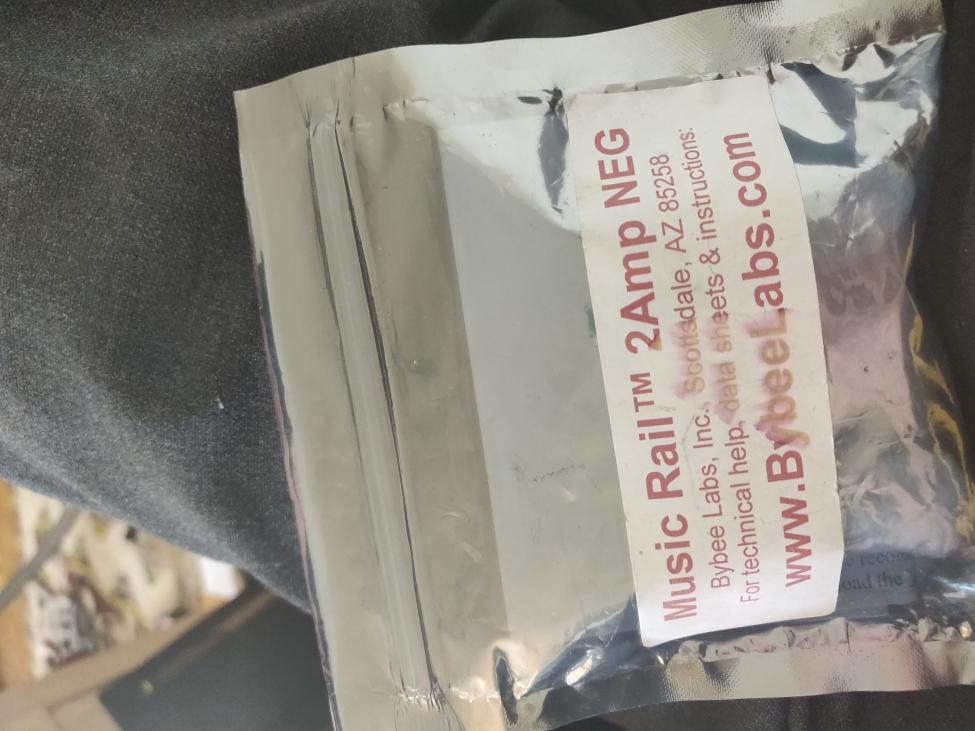 Music Rail™ 2Amp NEG
Bybee Labs, Inc., Scottsdale, AZ 85258
For technical help, data sheets & instructions:
www.BybeeLabs.com
the